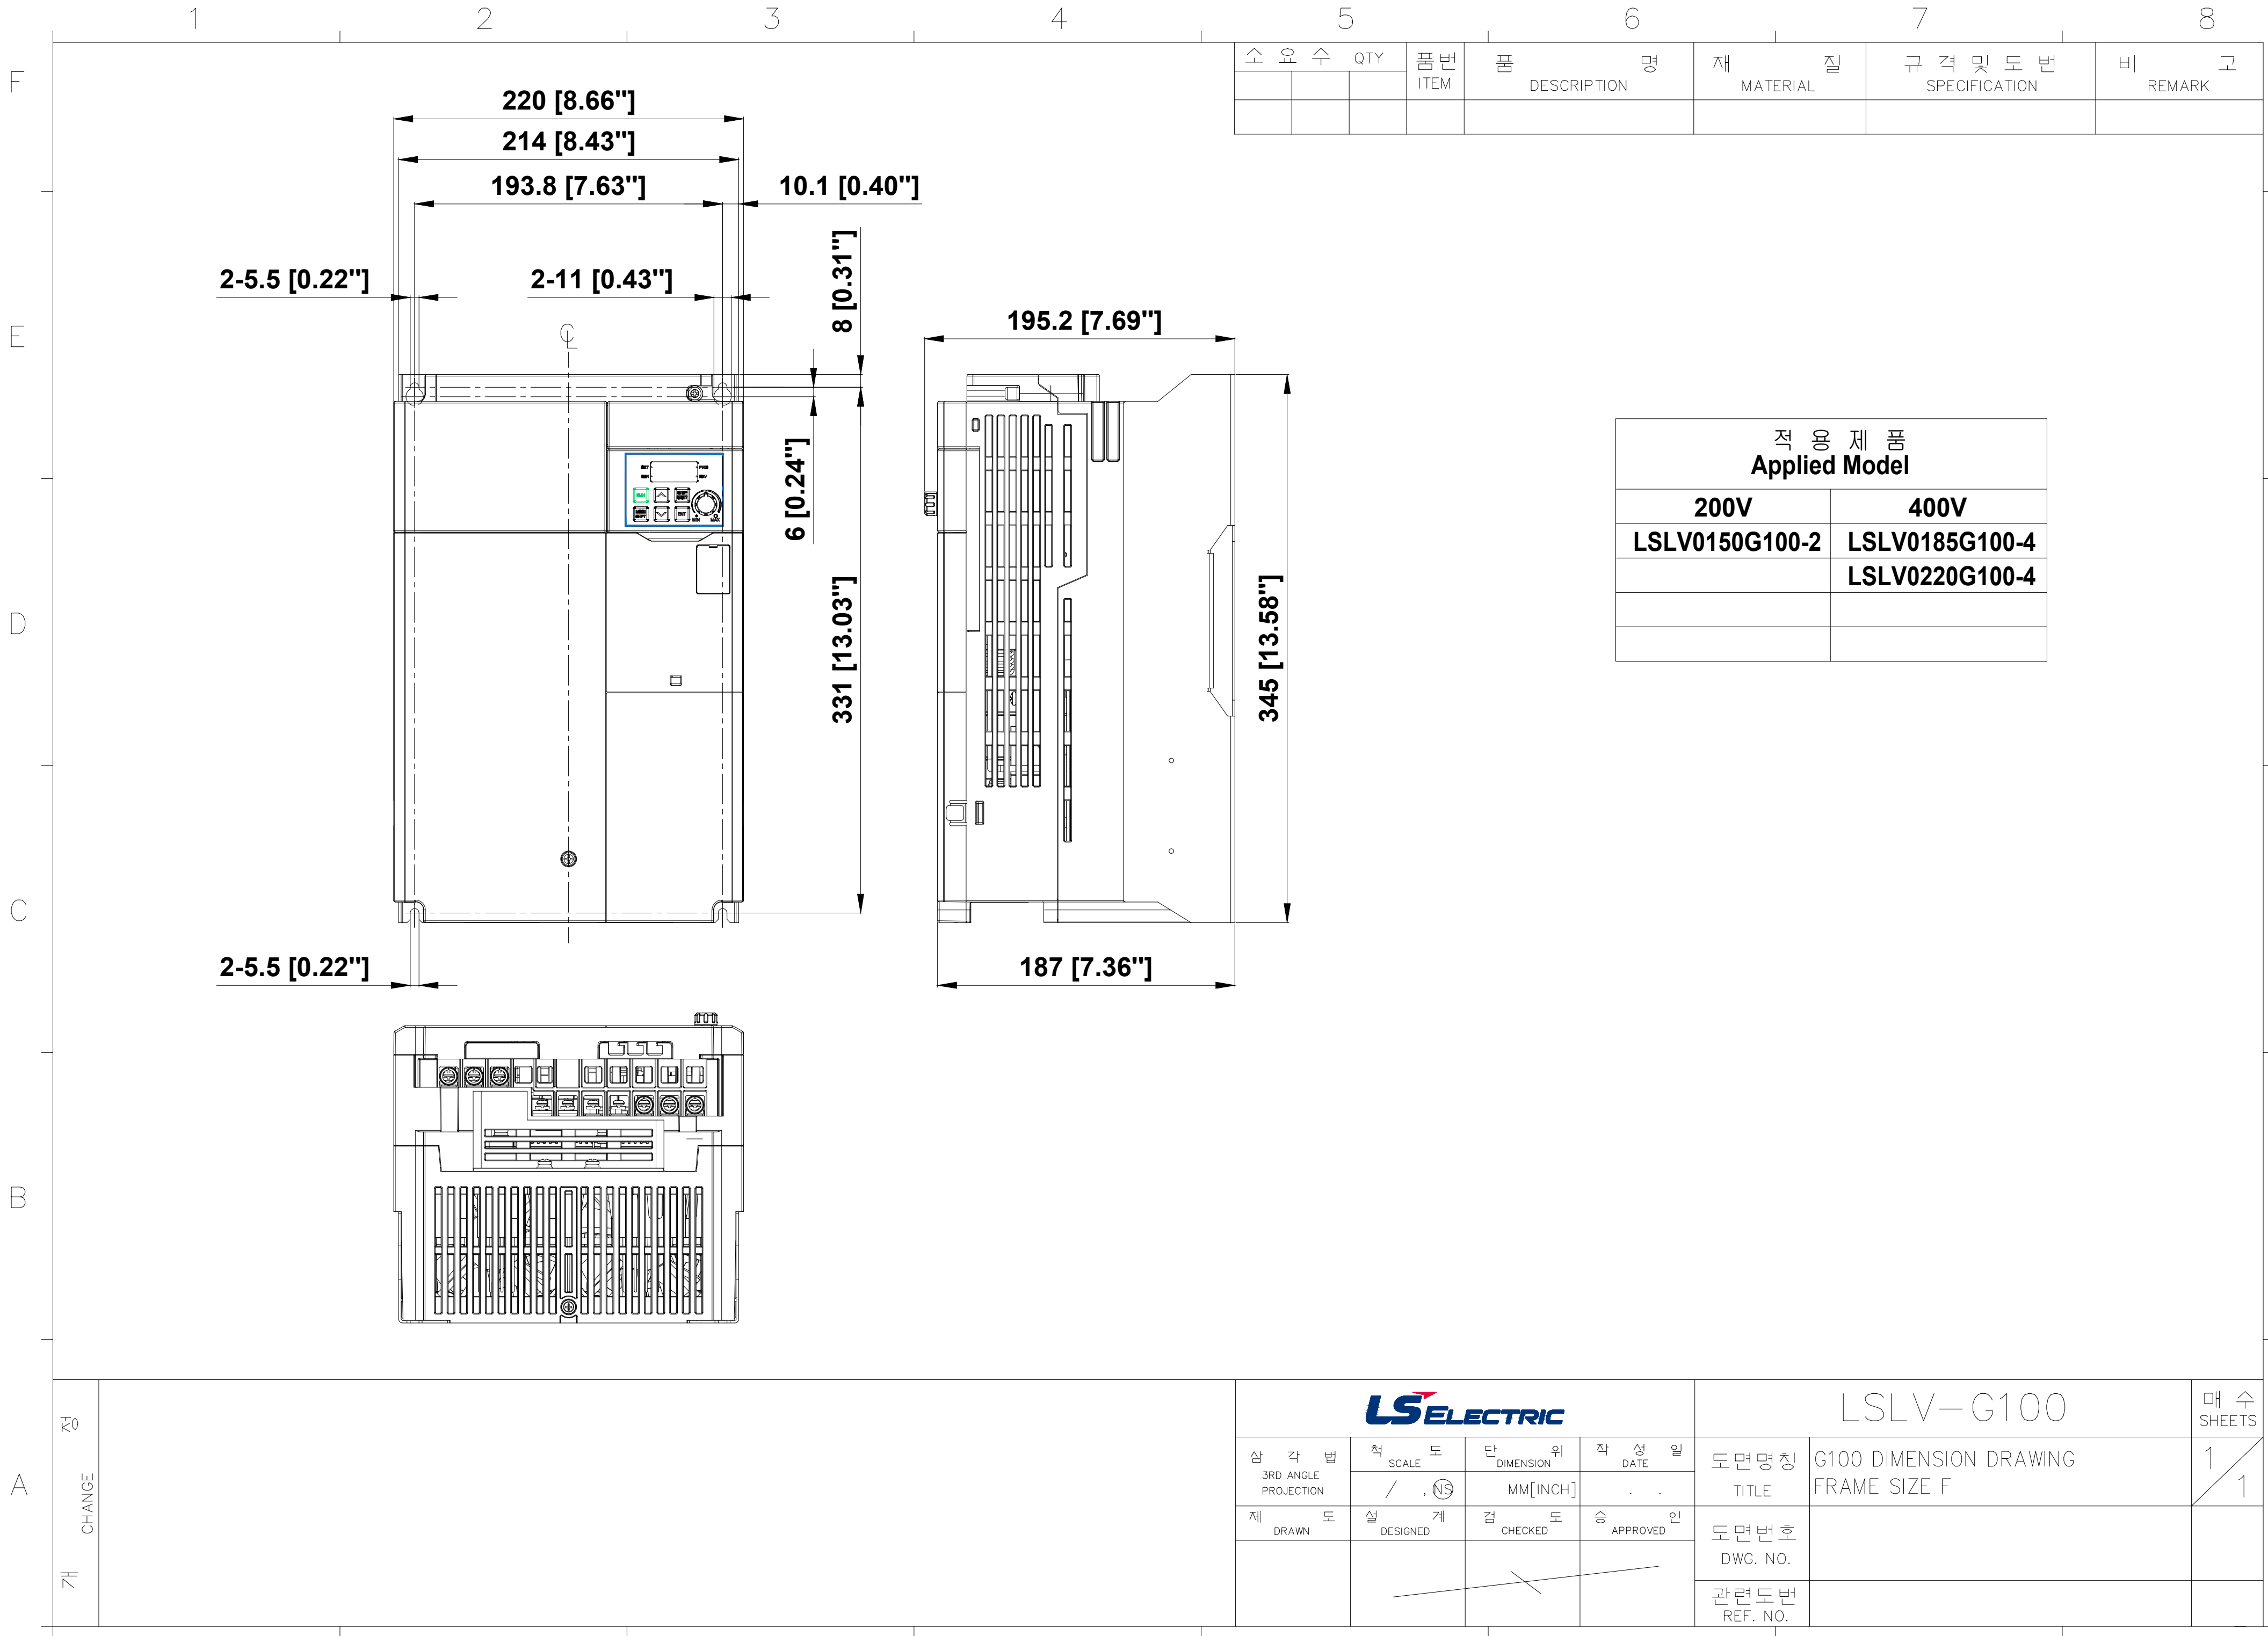 1 2 3 4 5 6 7 8
F
E
D
C
B
A
소 요 수 QTY
품번
ITEM
품 명
DESCRIPTION
재 질
MATERIAL
규 격 및 도 번
SPECIFICATION
비 고
REMARK
220 [8.66"]
214 [8.43"]
193.8 [7.63"]
10.1 [0.40"]
2-5.5 [0.22"]
2-11 [0.43"]
8 [0.31"]
6 [0.24"]
331 [13.03"]
2-5.5 [0.22"]
195.2 [7.69"]
345 [13.58"]
187 [7.36"]
RUN
ENT
MIN
MAX
적 용 제 품
Applied Model
200V 400V
LSLV0150G100-2 LSLV0185G100-4
LSLV0220G100-4
정
CHANGE
개
LS ELECTRIC
삼 각 법
3RD ANGLE
PROJECTION
척 도
SCALE
/ , NS
단 위
DIMENSION
MM[INCH]
작 성 일
DATE
. .
제 도
DRAWN
설 계
DESIGNED
검 도
CHECKED
승 인
APPROVED
LSLV-G100
매 수
SHEETS
도면명칭
TITLE
G100 DIMENSION DRAWING
FRAME SIZE F
1/1
도면번호
DWG. NO.
관련도번
REF. NO.